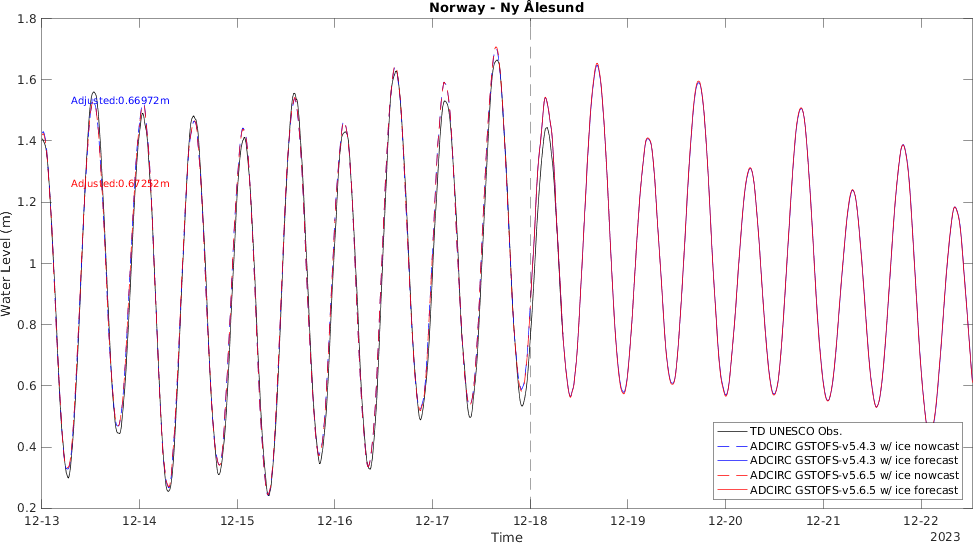 Norway - Ny Ålesund
1.8
1.6
1.4
1.2
1
0.8
0.6
0.4
0.2
Water Level (m)
Adjusted:0.66972m
Adjusted:0.67252m
TD UNESCO Obs.
ADCIRC GSTOFS-v5.4.3 w/ ice nowcast
ADCIRC GSTOFS-v5.4.3 w/ ice forecast
ADCIRC GSTOFS-v5.6.5 w/ ice nowcast
ADCIRC GSTOFS-v5.6.5 w/ ice forecast
12-13 12-14 12-15 12-16 12-17 12-18 12-19 12-20 12-21 12-22
Time
2023